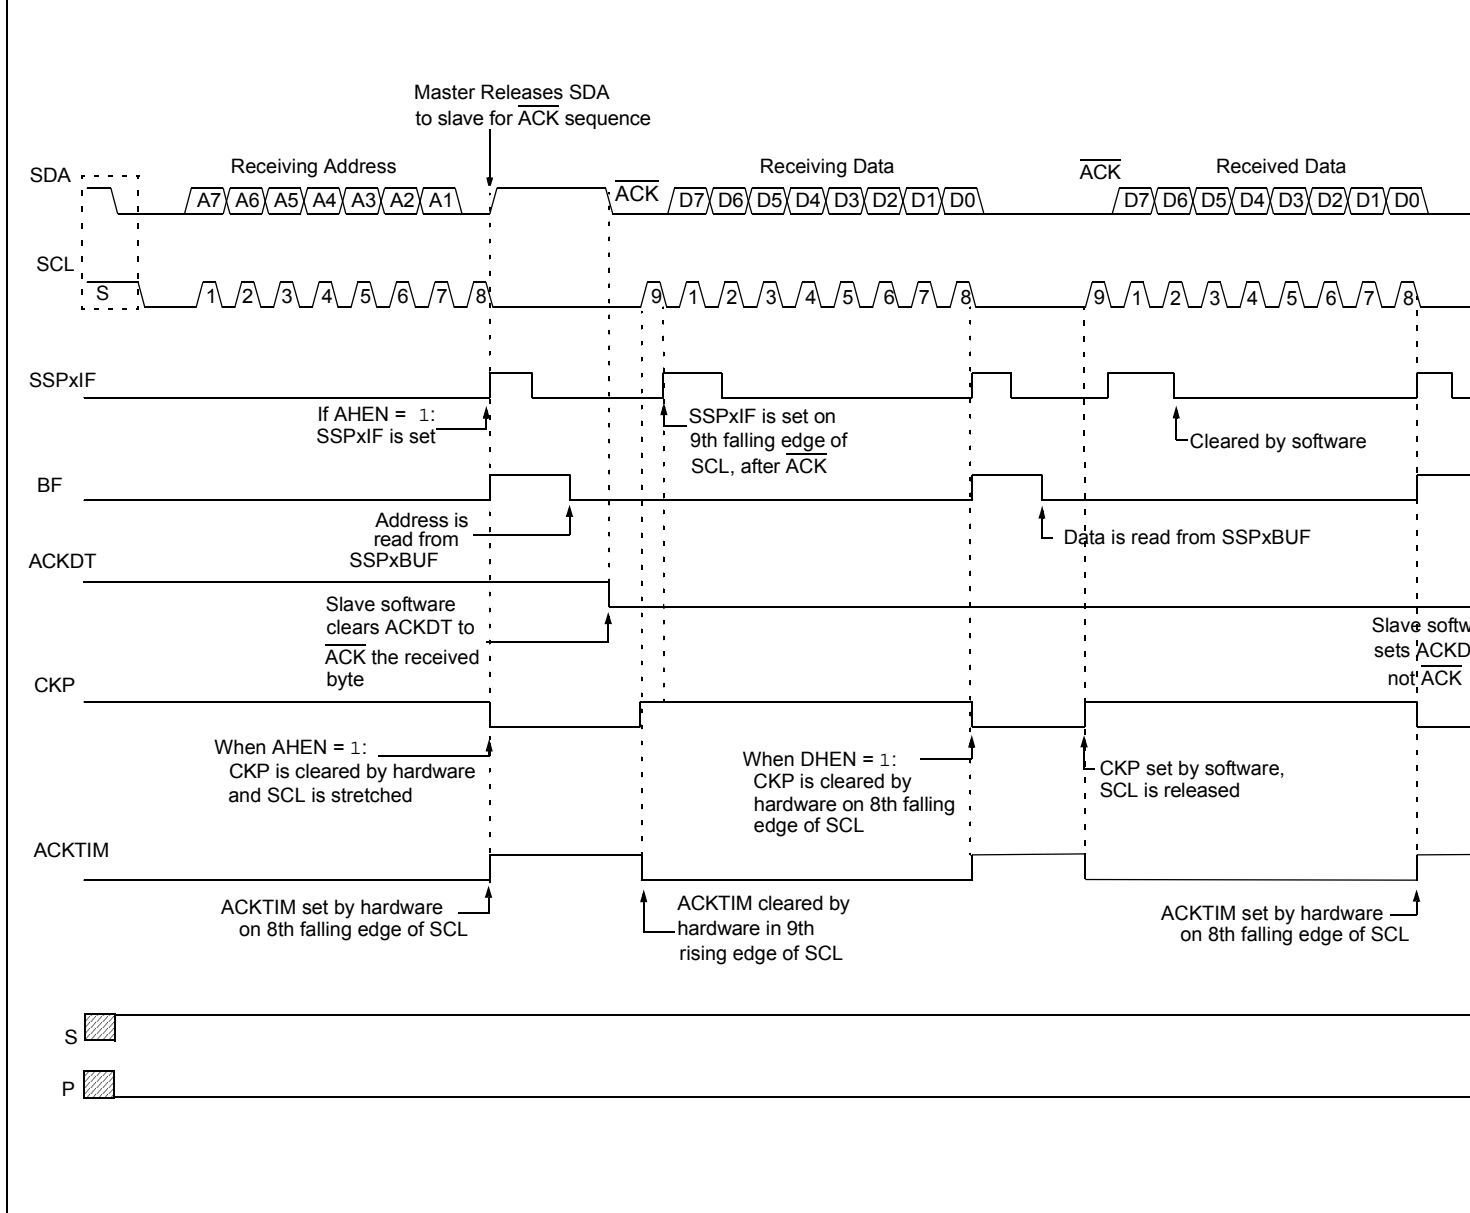 Master Releases SDA
to slave for ACK sequence
Receiving Address
Receiving Data
ACK
Received Data
SDA
A7 A6 A5 A4 A3 A2 A1
ACK
D7 D6 D5 D4 D3 D2 D1 D0
D7 D6 D5 D4 D3 D2 D1 D0
SCL
S
1 2 3 4 5 6 7 8
9 1 2 3 4 5 6 7 8
9 1 2 3 4 5 6 7 8
SSPxIF
If AHEN = 1:
SSPxIF is set
SSPxIF is set on
9th falling edge of
SCL, after ACK
Cleared by software
BF
Address is
read from
SSPxBUF
Data is read from SSPxBUF
ACKDT
Slave software
clears ACKDT to
ACK the received
byte
Slave softw
sets ACKD
not ACK
CKP
When AHEN = 1:
CKP is cleared by hardware
and SCL is stretched
When DHEN = 1:
CKP is cleared by
hardware on 8th falling
edge of SCL
CKP set by software,
SCL is released
ACKTIM
ACKTIM set by hardware
on 8th falling edge of SCL
ACKTIM cleared by
hardware in 9th
rising edge of SCL
ACKTIM set by hardware
on 8th falling edge of SCL
S
P